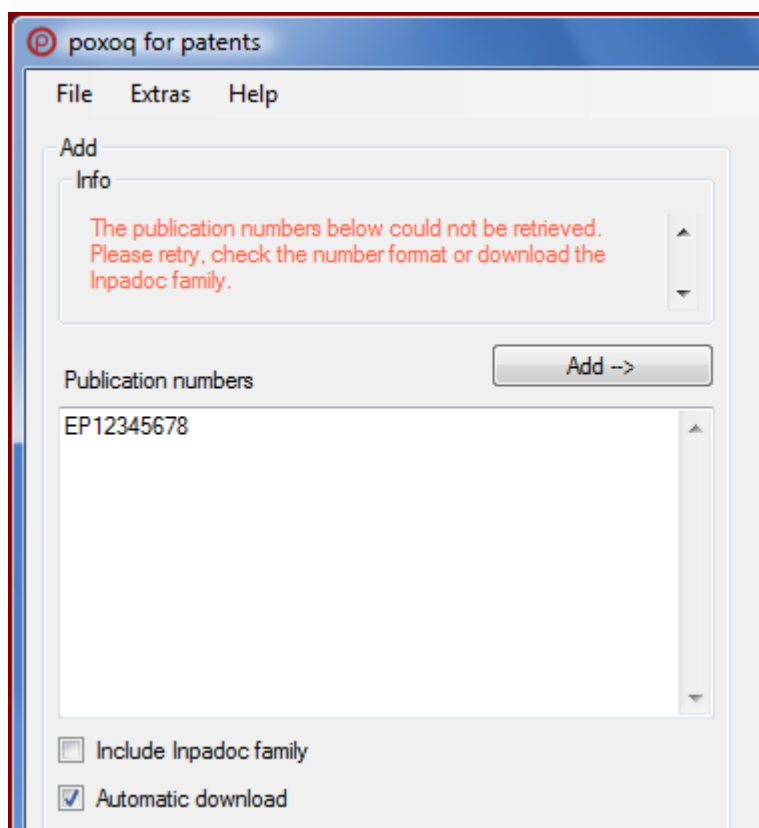 poxoq for patents
File Extras Help
Add
Info
The publication numbers below could not be retrieved.
Please retry, check the number format or download the
Inpadoc family.
Publication numbers
Add -->
EP12345678
Include Inpadoc family
Automatic download